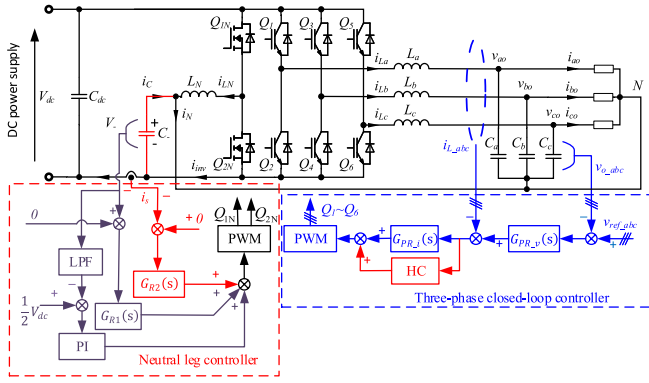 DC power supply
V_dc
C_dc
Q_1N
Q_1
Q_3
Q_5
i_C
L_N
i_LN
i_N
V_-
+
C_-
-
i_La
L_a
i_Lb
L_b
i_Lc
L_c
v_ao
i_ao
v_bo
i_bo
v_co
i_co
N
Q_2N
Q_2
Q_4
Q_6
i_inv
C_a
C_b
C_c
i_L_abc
v_o_abc
i_s
0
+
-
+ 0
Q_1N
Q_2N
Q_1~Q_6
PWM
PWM
+
+
G_PR_i(s)
+
-
G_PR_v(s)
-
+
v_ref_abc
HC
LPF
-
+
1/2 V_dc
G_R2(s)
+
G_R1(s)
+
+
PI
Neutral leg controller
Three-phase closed-loop controller